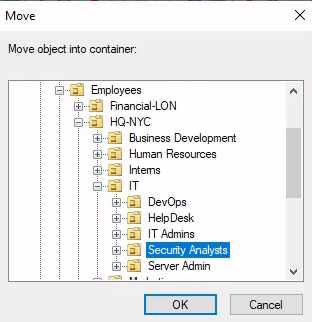 Move
Move object into container:
Employees
Financial-LON
HQ-NYC
Business Development
Human Resources
Interns
IT
DevOps
HelpDesk
IT Admins
Security Analysts
Server Admin
OK
Cancel